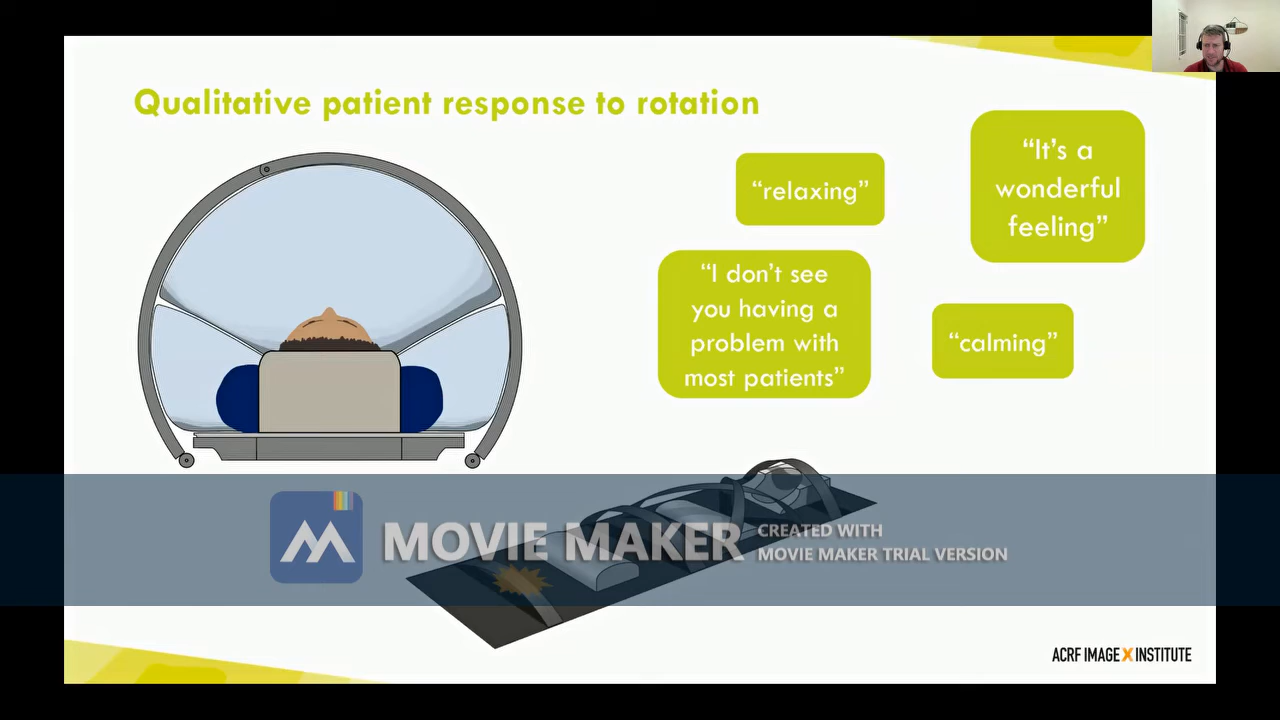 Qualitative patient response to rotation
“relaxing”
“It’s a
wonderful
feeling”
“I don’t see
you having a
problem with
most patients”
“calming”
MOVIE MAKER
CREATED WITH
MOVIE MAKER TRIAL VERSION
ACRF IMAGE X INSTITUTE